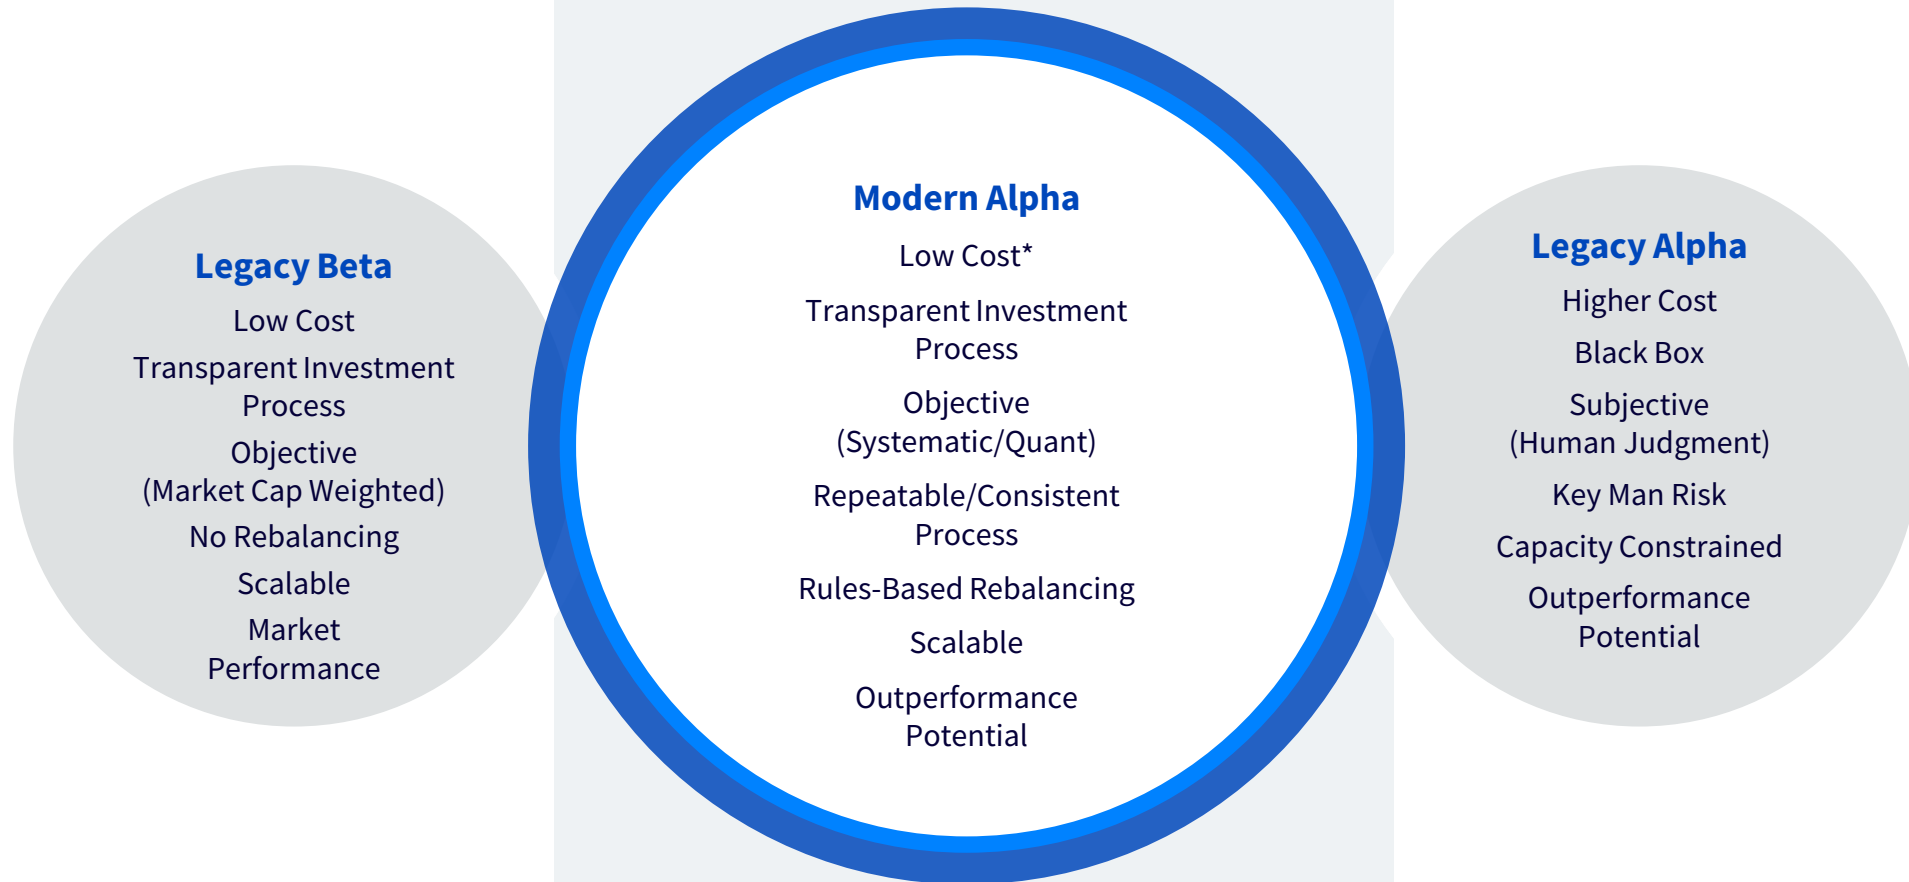 Legacy Beta
Low Cost
Transparent Investment
Process
Objective
(Market Cap Weighted)
No Rebalancing
Scalable
Market
Performance
Modern Alpha
Low Cost*
Transparent Investment
Process
Objective
(Systematic/Quant)
Repeatable/Consistent
Process
Rules-Based Rebalancing
Scalable
Outperformance
Potential
Legacy Alpha
Higher Cost
Black Box
Subjective
(Human Judgment)
Key Man Risk
Capacity Constrained
Outperformance
Potential